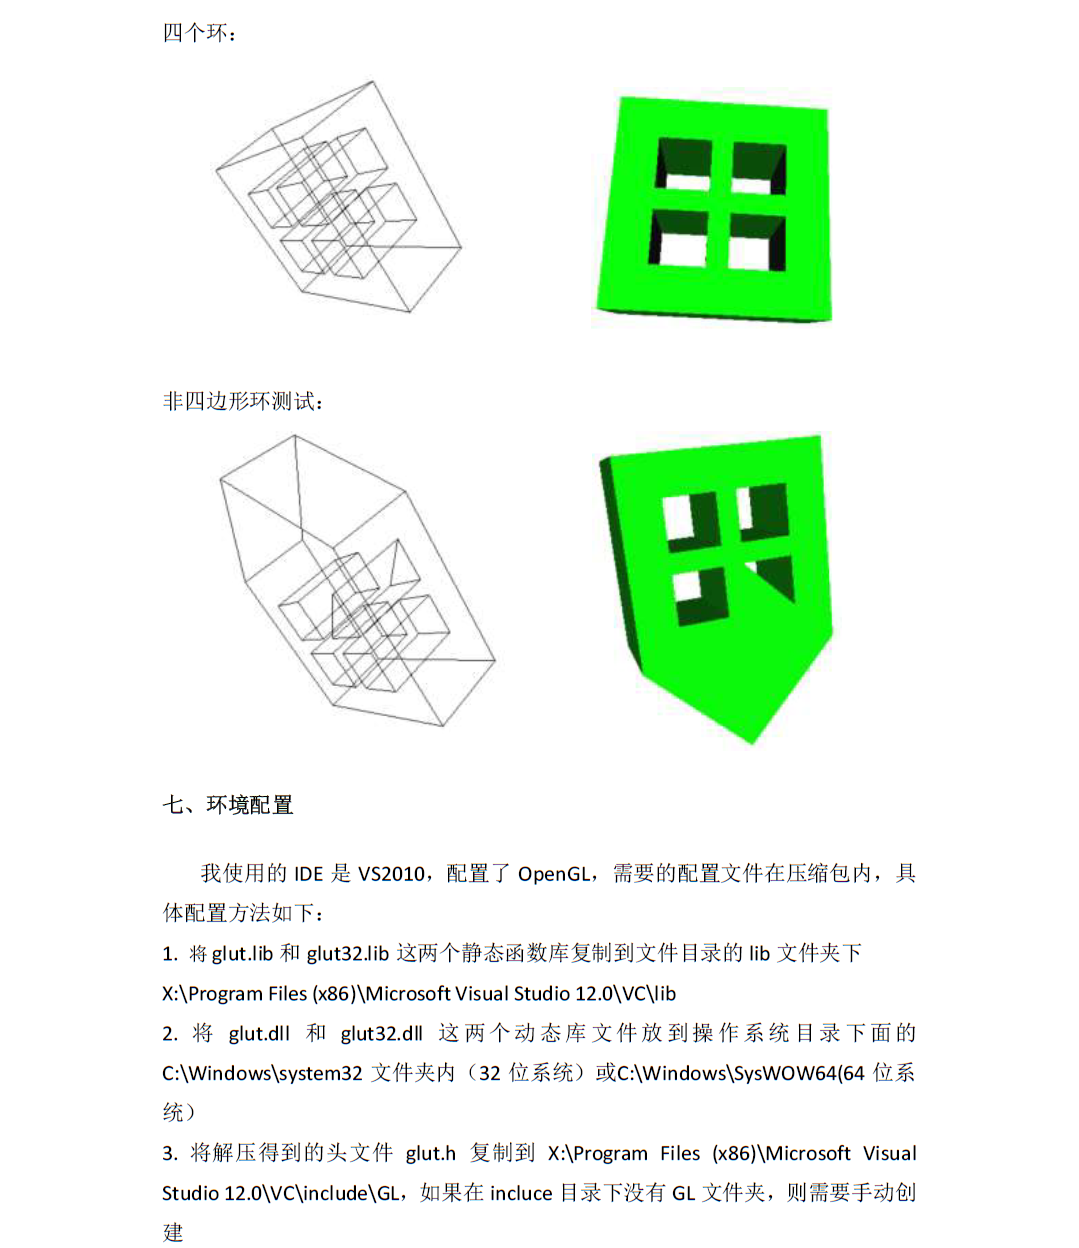 四个环：
非四边形环测试：
七、环境配置
我使用的 IDE 是 VS2010，配置了 OpenGL，需要的配置文件在压缩包内，具
体配置方法如下：
1. 将 glut.lib 和 glut32.lib 这两个静态函数库复制到文件目录的 lib 文件夹下
X:\Program Files (x86)\Microsoft Visual Studio 12.0\VC\lib
2. 将 glut.dll 和 glut32.dll 这两个动态库文件放到操作系统目录下面的
C:\Windows\system32 文件夹内（32 位系统）或C:\Windows\SysWOW64(64 位系
统）
3. 将解压得到的头文件 glut.h 复制到 X:\Program Files (x86)\Microsoft Visual
Studio 12.0\VC\include\GL，如果在 incluce 目录下没有 GL 文件夹，则需要手动创
建